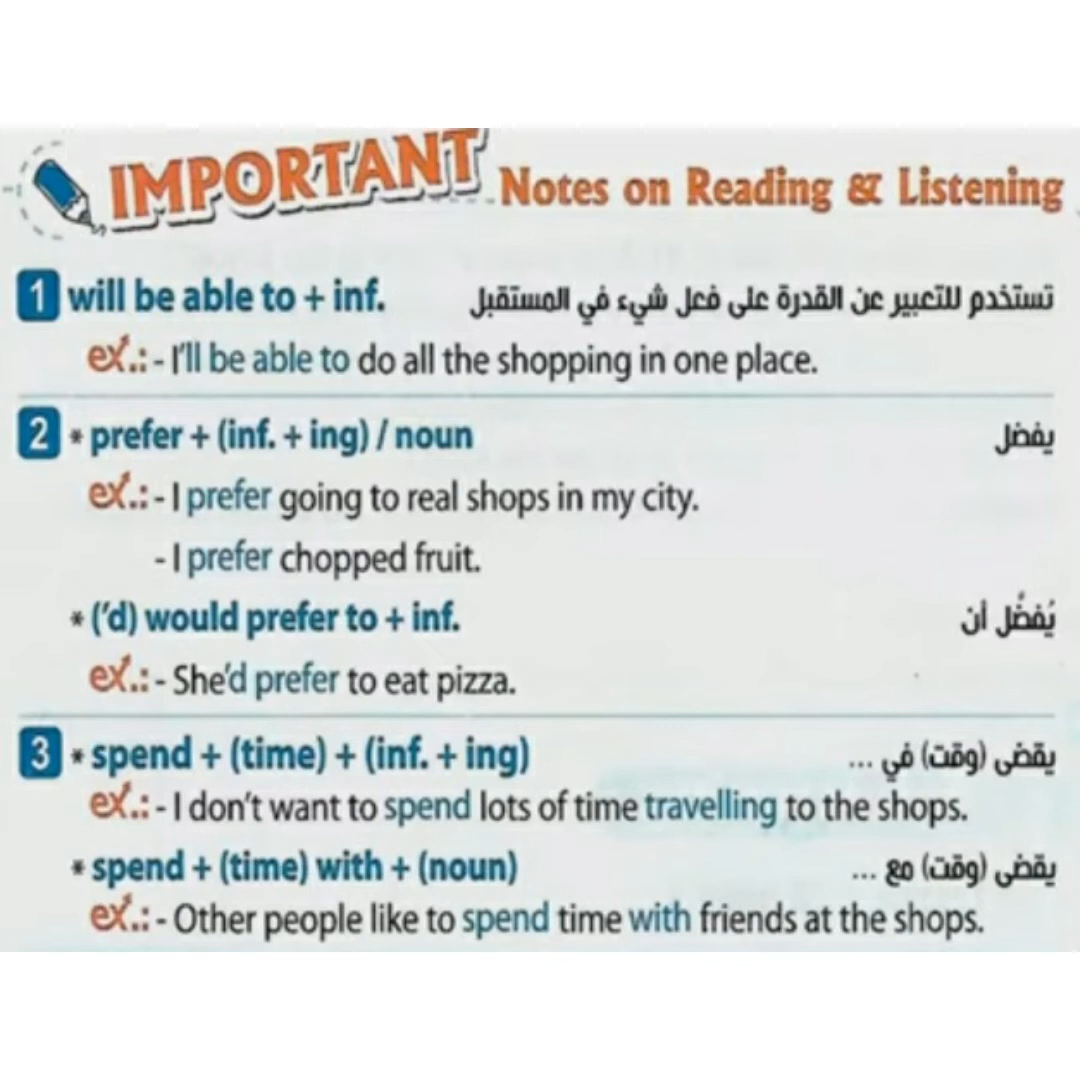 IMPORTANT Notes on Reading & Listening
1 will be able to + inf. تستخدم للتعبير عن القدرة على فعل شيء في المستقبل
ex.: - I'll be able to do all the shopping in one place.
2 * prefer + (inf. + ing) / noun يفضل
ex.: - I prefer going to real shops in my city.
- I prefer chopped fruit.
* ('d) would prefer to + inf. يُفضَّل أن
ex.: - She'd prefer to eat pizza.
3 * spend + (time) + (inf. + ing) يقضى (وقت) في ...
ex.: - I don't want to spend lots of time travelling to the shops.
* spend + (time) with + (noun) يقضى (وقت) مع ...
ex.: - Other people like to spend time with friends at the shops.